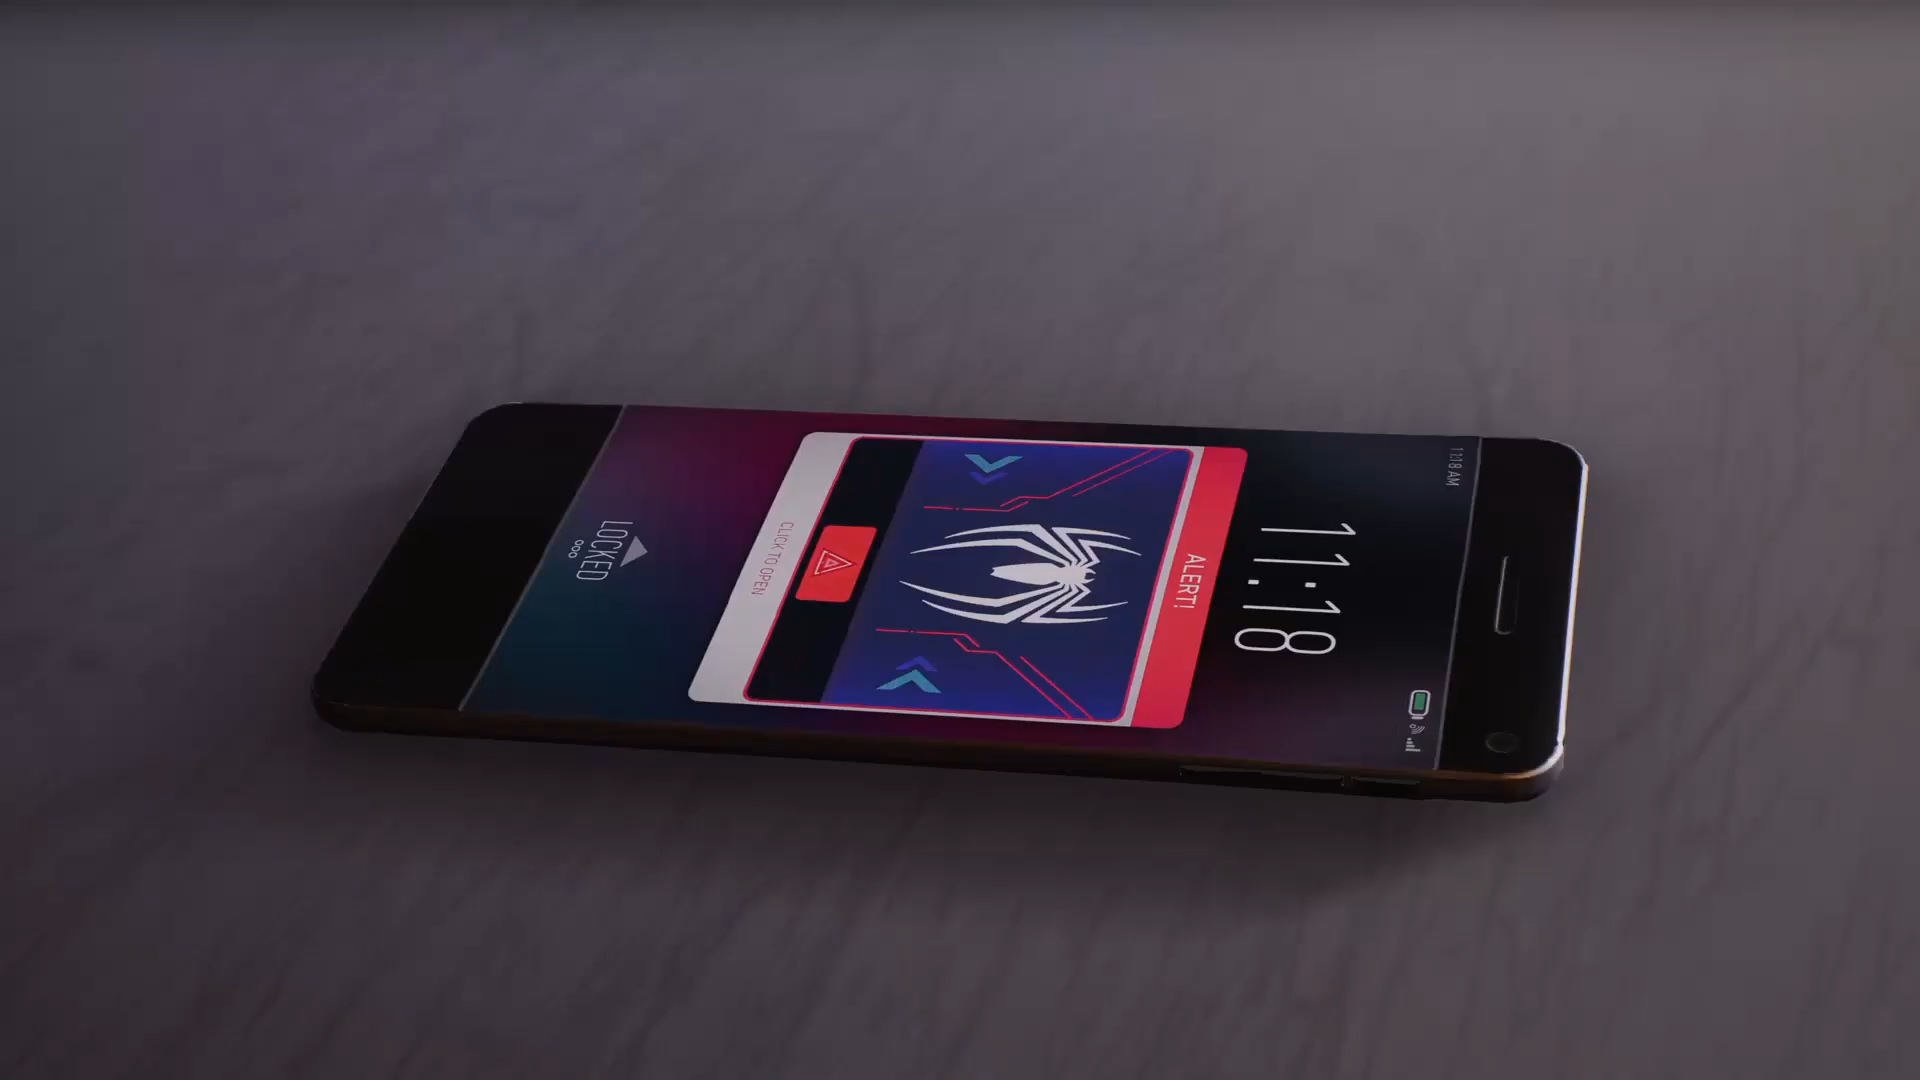 11:18 AM
11:18
ALERT!
CLICK TO OPEN
LOCKED